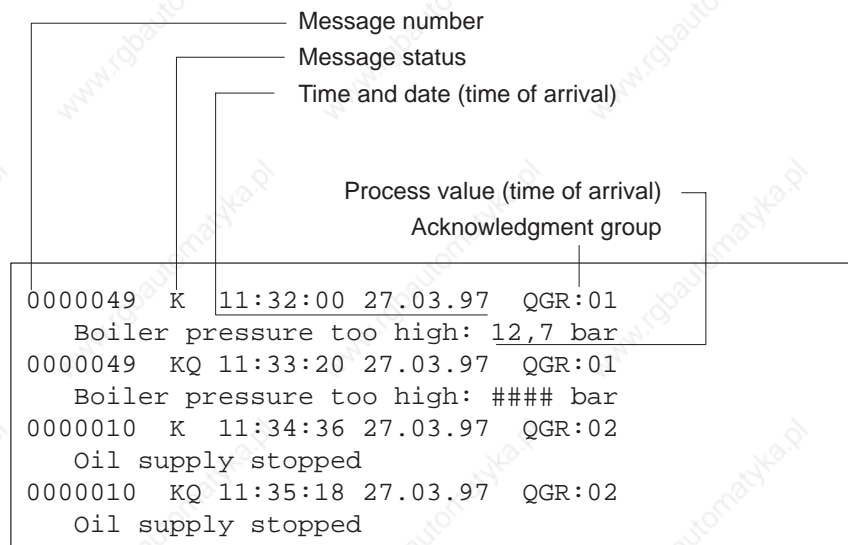 Message number
Message status
Time and date (time of arrival)
Process value (time of arrival)
Acknowledgment group
0000049 K 11:32:00 27.03.97 QGR:01
Boiler pressure too high: 12,7 bar
0000049 KQ 11:33:20 27.03.97 QGR:01
Boiler pressure too high: #### bar
0000010 K 11:34:36 27.03.97 QGR:02
Oil supply stopped
0000010 KQ 11:35:18 27.03.97 QGR:02
Oil supply stopped
www.rgbautomatyka.pl